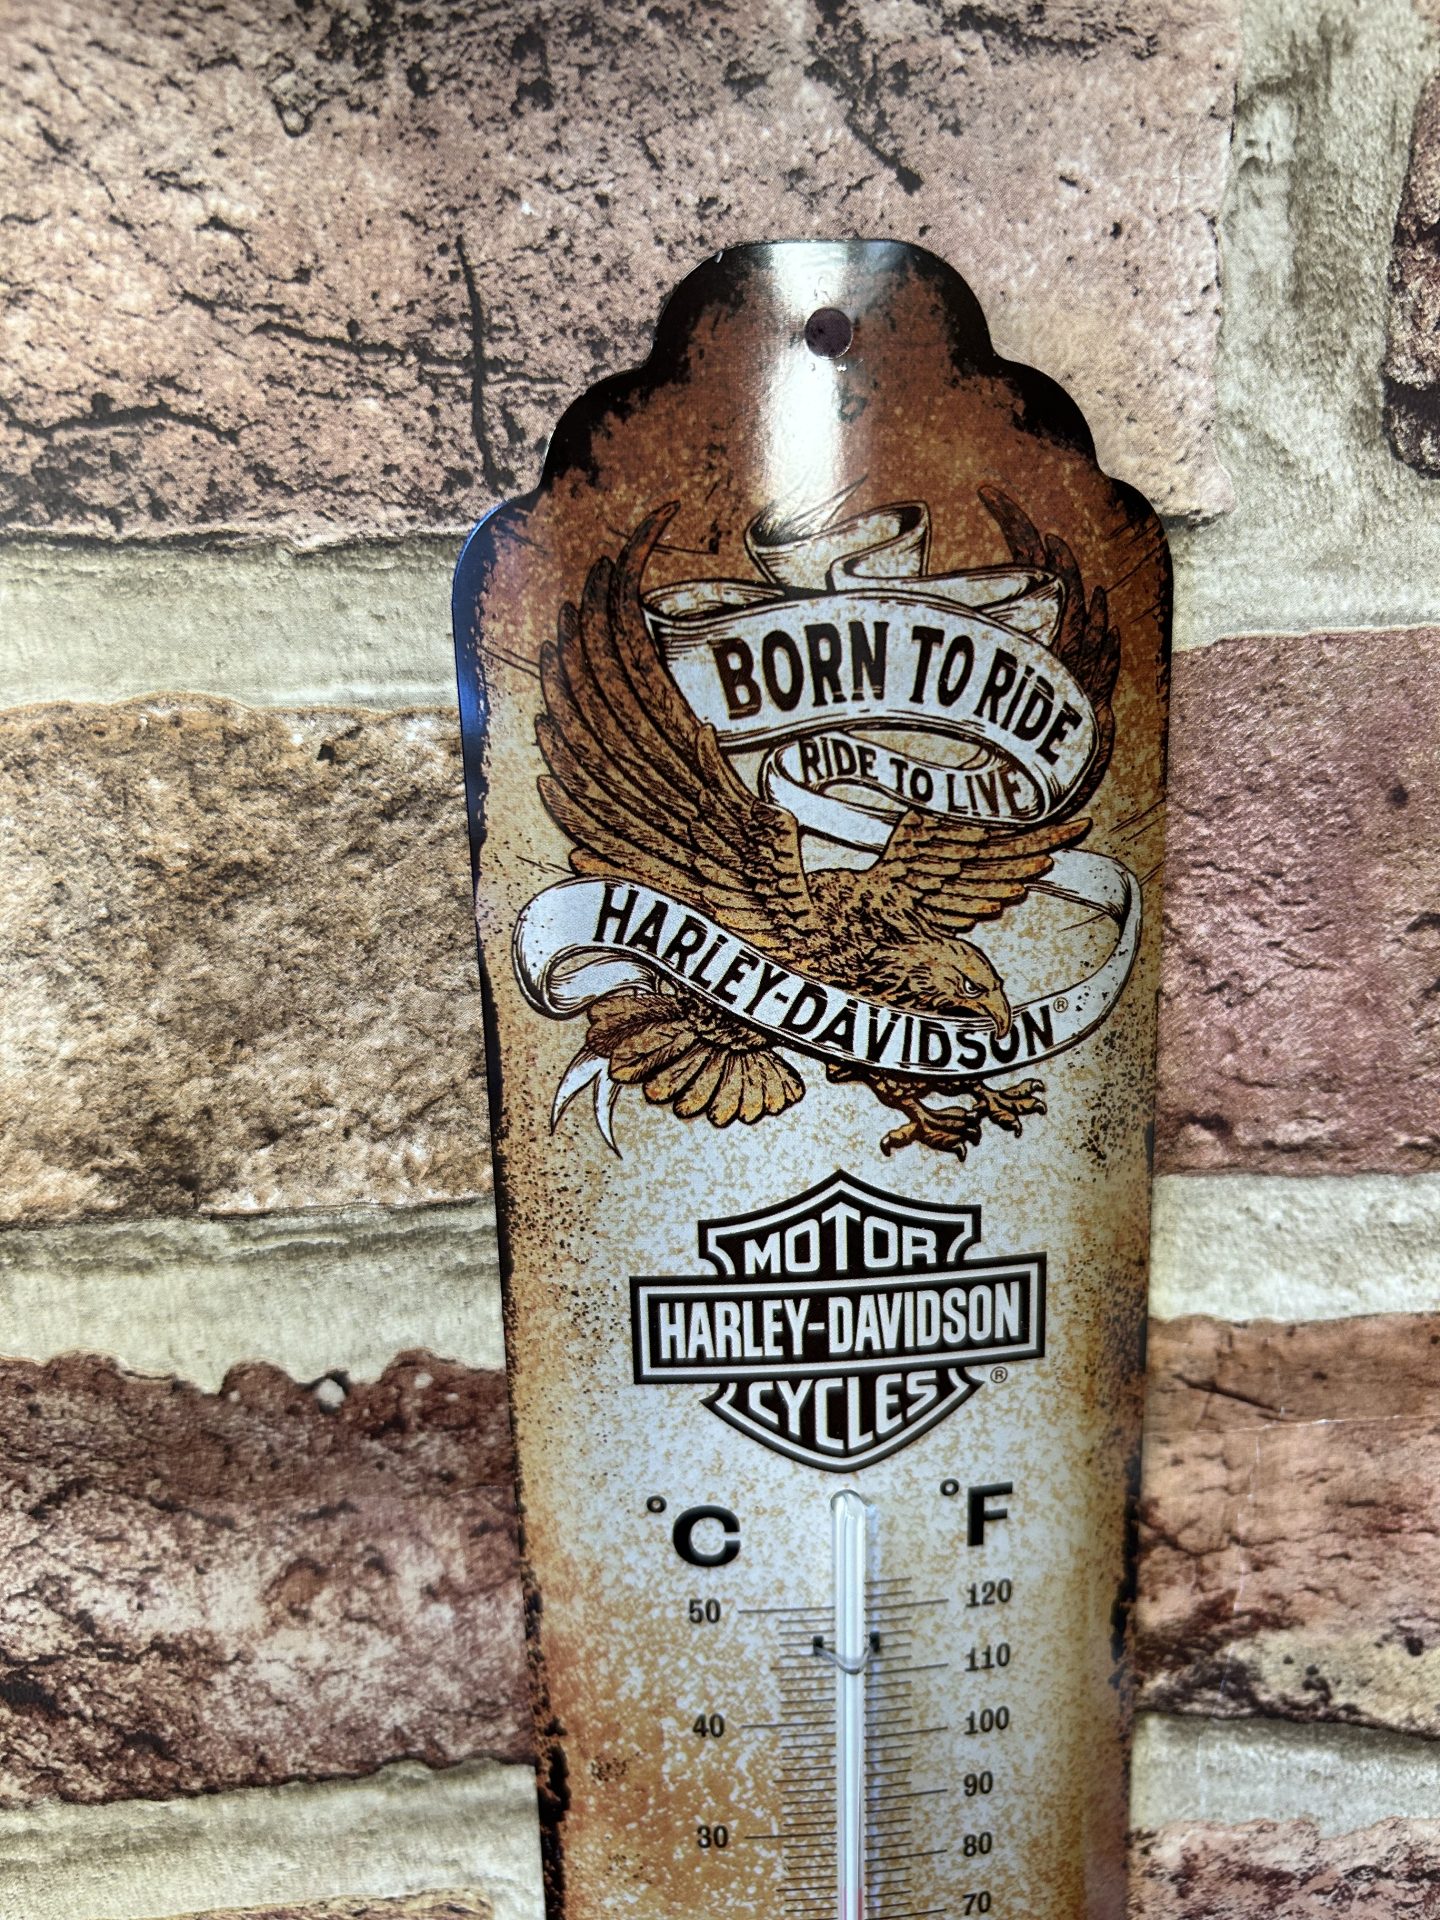 BORN TO RIDE
RIDE TO LIVE
HARLEY-DAVIDSON®
MOTOR
HARLEY-DAVIDSON
CYCLES®
°C °F
50 120
110
40 100
90
30 80
70